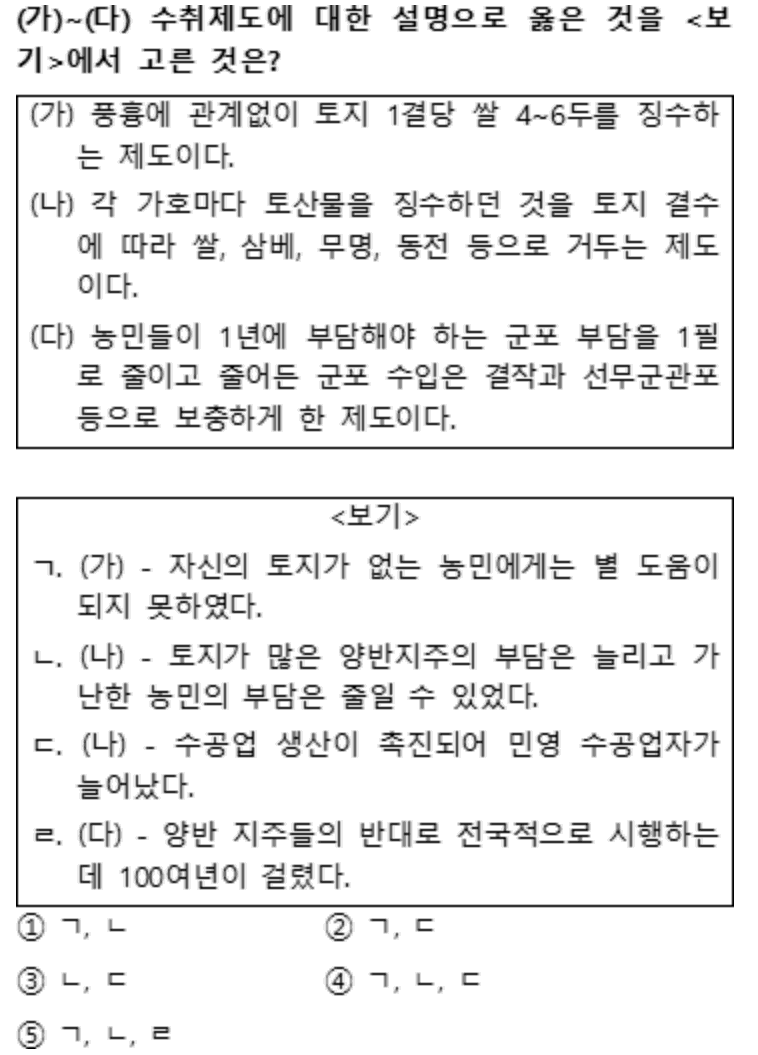 (가)~(다) 수취제도에 대한 설명으로 옳은 것을 <보
기>에서 고른 것은?
(가) 풍흉에 관계없이 토지 1결당 쌀 4~6두를 징수하
는 제도이다.
(나) 각 가호마다 토산물을 징수하던 것을 토지 결수
에 따라 쌀, 삼베, 무명, 동전 등으로 거두는 제도
이다.
(다) 농민들이 1년에 부담해야 하는 군포 부담을 1필
로 줄이고 줄어든 군포 수입은 결작과 선무군관포
등으로 보충하게 한 제도이다.
<보기>
ㄱ. (가) - 자신의 토지가 없는 농민에게는 별 도움이
되지 못하였다.
ㄴ. (나) - 토지가 많은 양반지주의 부담은 늘리고 가
난한 농민의 부담은 줄일 수 있었다.
ㄷ. (나) - 수공업 생산이 촉진되어 민영 수공업자가
늘어났다.
ㄹ. (다) - 양반 지주들의 반대로 전국적으로 시행하는
데 100여년이 걸렸다.
① ㄱ, ㄴ ② ㄱ, ㄷ
③ ㄴ, ㄷ ④ ㄱ, ㄴ, ㄷ
⑤ ㄱ, ㄴ, ㄹ